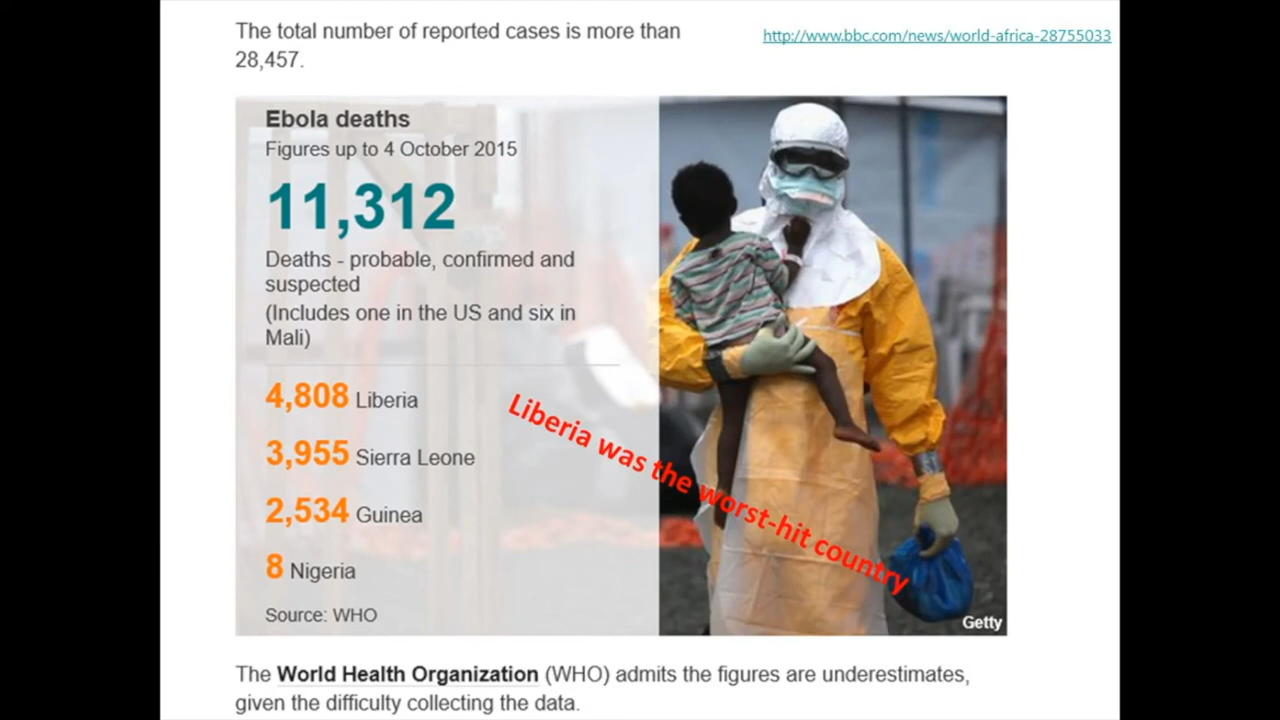 The total number of reported cases is more than
28,457.
http://www.bbc.com/news/world-africa-28755033
Ebola deaths
Figures up to 4 October 2015
11,312
Deaths - probable, confirmed and
suspected
(Includes one in the US and six in
Mali)
4,808 Liberia
3,955 Sierra Leone
2,534 Guinea
8 Nigeria
Source: WHO
Liberia was the worst-hit country
Getty
The World Health Organization (WHO) admits the figures are underestimates,
given the difficulty collecting the data.